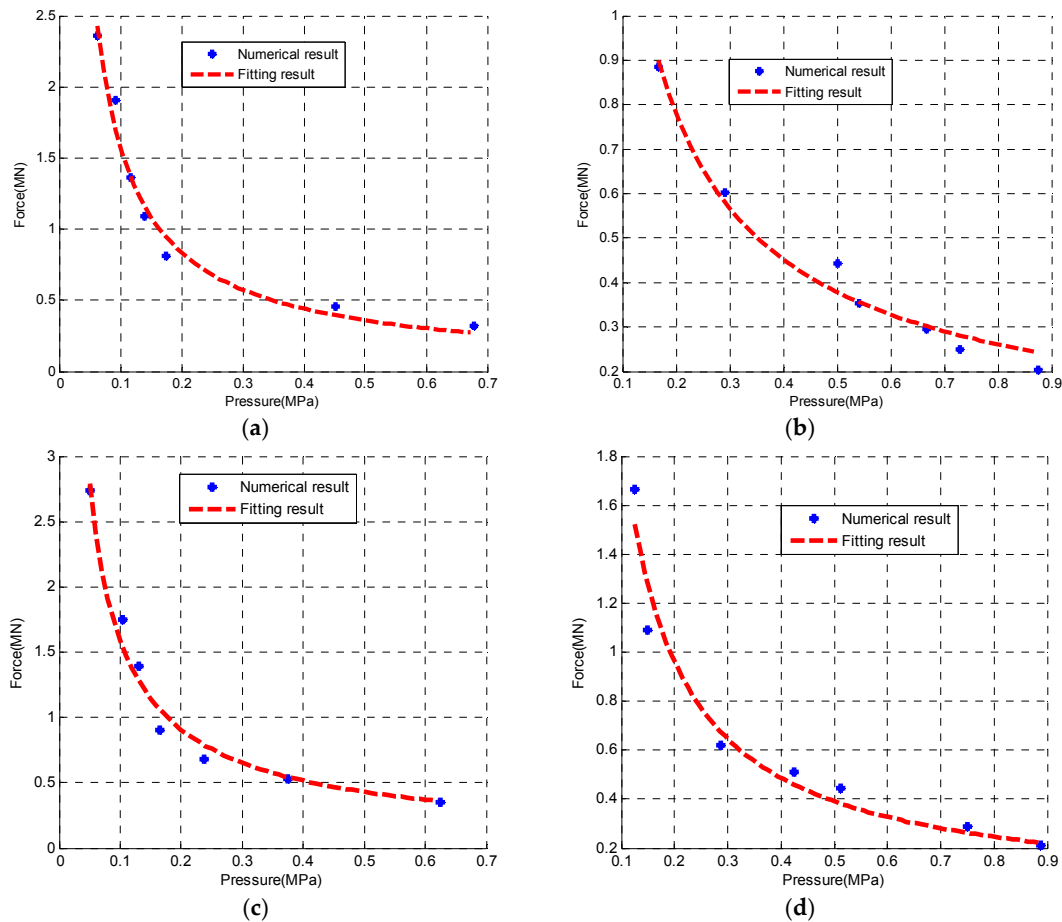 2.5
2
1.5
1
0.5
0
Force(MN)
Numerical result
Fitting result
0 0.1 0.2 0.3 0.4 0.5 0.6 0.7
Pressure(MPa)
(a)
1
0.9
0.8
0.7
0.6
0.5
0.4
0.3
0.2
Force(MN)
Numerical result
Fitting result
0.1 0.2 0.3 0.4 0.5 0.6 0.7 0.8 0.9
Pressure(MPa)
(b)
3
2.5
2
1.5
1
0.5
0
Force(MN)
Numerical result
Fitting result
0 0.1 0.2 0.3 0.4 0.5 0.6 0.7
Pressure(MPa)
(c)
1.8
1.6
1.4
1.2
1
0.8
0.6
0.4
0.2
Force(MN)
Numerical result
Fitting result
0.1 0.2 0.3 0.4 0.5 0.6 0.7 0.8 0.9
Pressure(MPa)
(d)